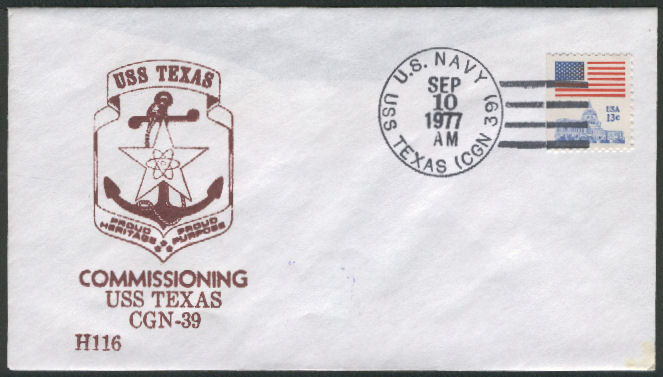 USS TEXAS
PROUD HERITAGE
PROUD PURPOSE
COMMISSIONING
USS TEXAS
CGN-39
H116
U.S. NAVY
USS TEXAS (CGN 39)
SEP
10
1977
AM
USA
13c